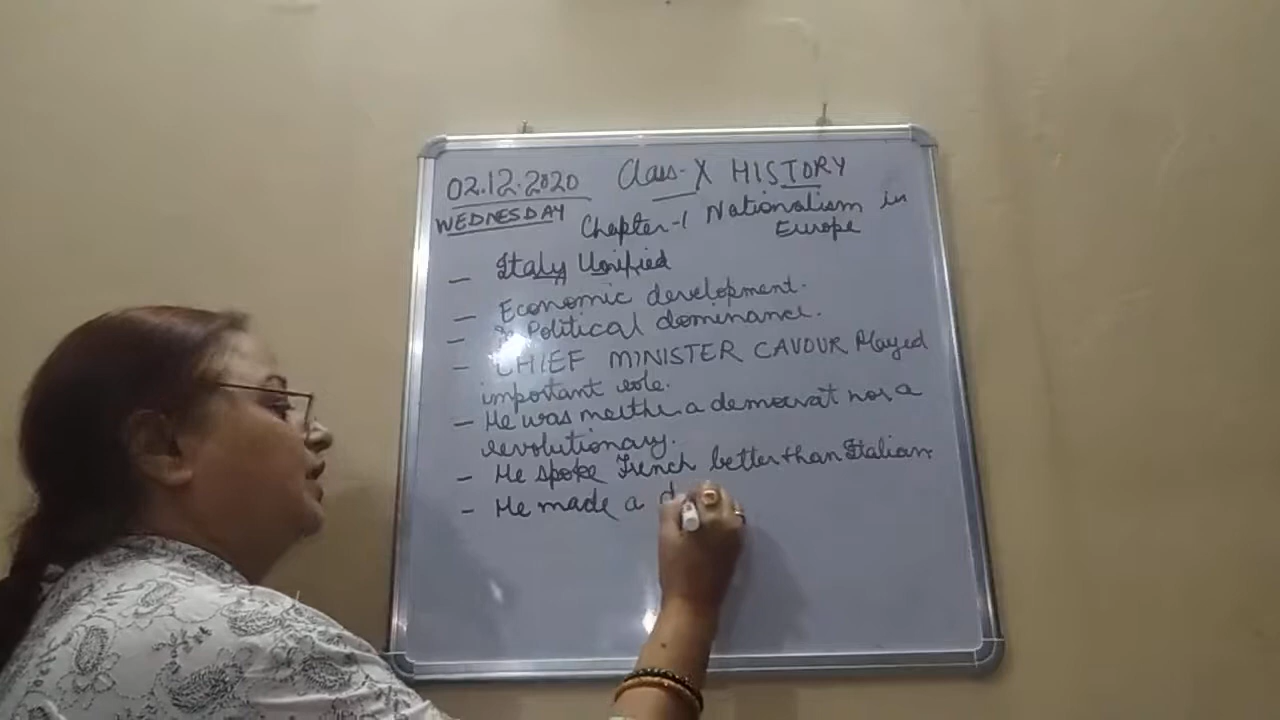 02.12.2020 Class-X HISTORY
WEDNESDAY Chapter-1 Nationalism in
Europe
- Italy Unified
- Economic development.
- & Political dominance.
- CHIEF MINISTER CAVOUR Played
important role.
- He was neither a democrat nor a
revolutionary.
- He spoke French better than Italian
- He made a d